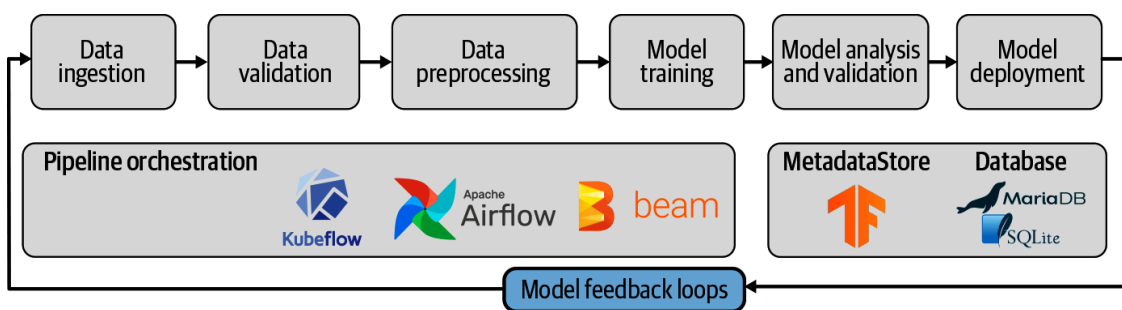 Data
ingestion
Data
validation
Data
preprocessing
Model
training
Model analysis
and validation
Model
deployment
Pipeline orchestration
Kubeflow
Apache
Airflow
beam
MetadataStore
Database
MariaDB
SQLite
Model feedback loops